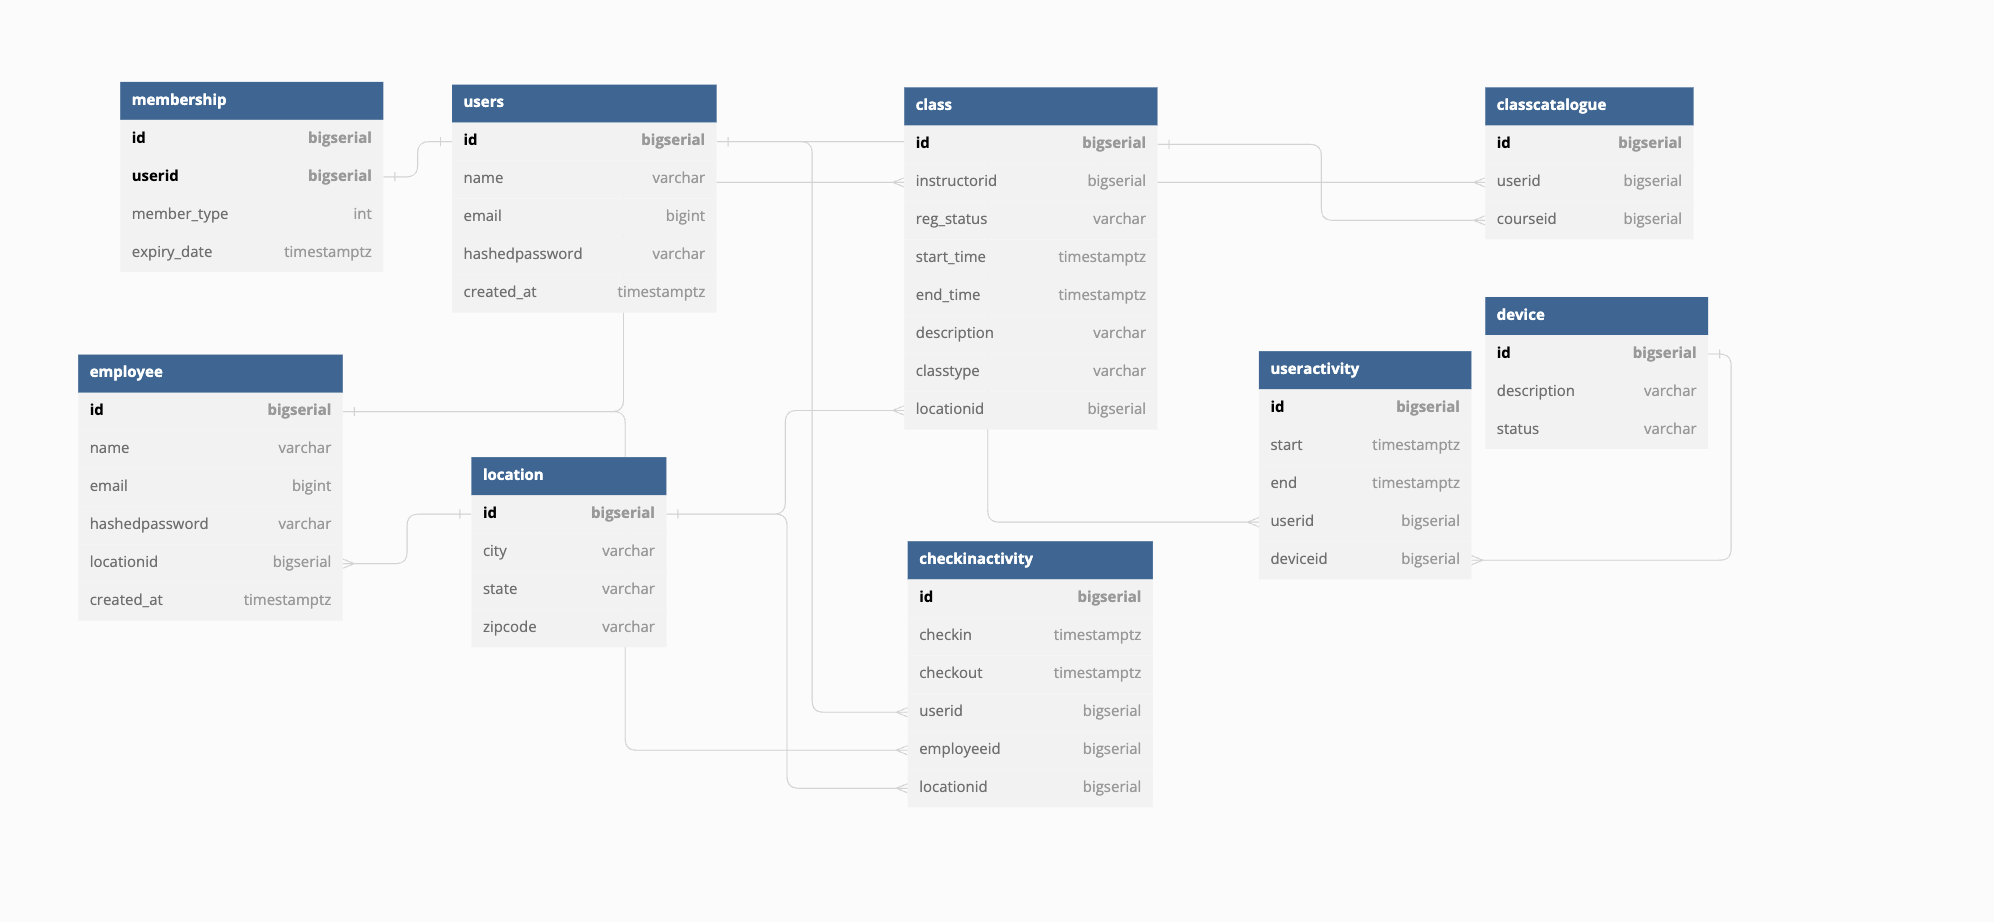 membership
id bigserial
userid bigserial
member_type int
expiry_date timestamptz
users
id bigserial
name varchar
email bigint
hashedpassword varchar
created_at timestamptz
class
id bigserial
instructorid bigserial
reg_status varchar
start_time timestamptz
end_time timestamptz
description varchar
classtype varchar
locationid bigserial
classcatalogue
id bigserial
userid bigserial
courseid bigserial
device
id bigserial
description varchar
status varchar
useractivity
id bigserial
start timestamptz
end timestamptz
userid bigserial
deviceid bigserial
employee
id bigserial
name varchar
email bigint
hashedpassword varchar
locationid bigserial
created_at timestamptz
location
id bigserial
city varchar
state varchar
zipcode varchar
checkinactivity
id bigserial
checkin timestamptz
checkout timestamptz
userid bigserial
employeeid bigserial
locationid bigserial